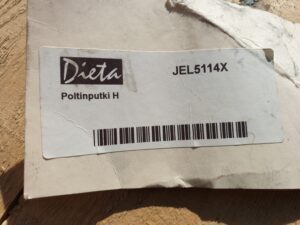 Dieta
JEL5114X
Poltinputki H